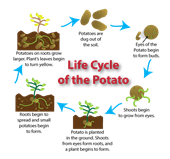 Potatoes on roots grow
larger. Plant's leaves begin
to turn yellow.
Potatoes are
dug out of
the soil.
Eyes of the
Potato begin
to form buds.
Life Cycle
of the Potato
Shoots begin
to grow from eyes.
Roots begin to
spread and small
potatoes begin
to form.
Potato is planted
in the ground. Shoots
from eyes form roots, and
a plant begins to form.